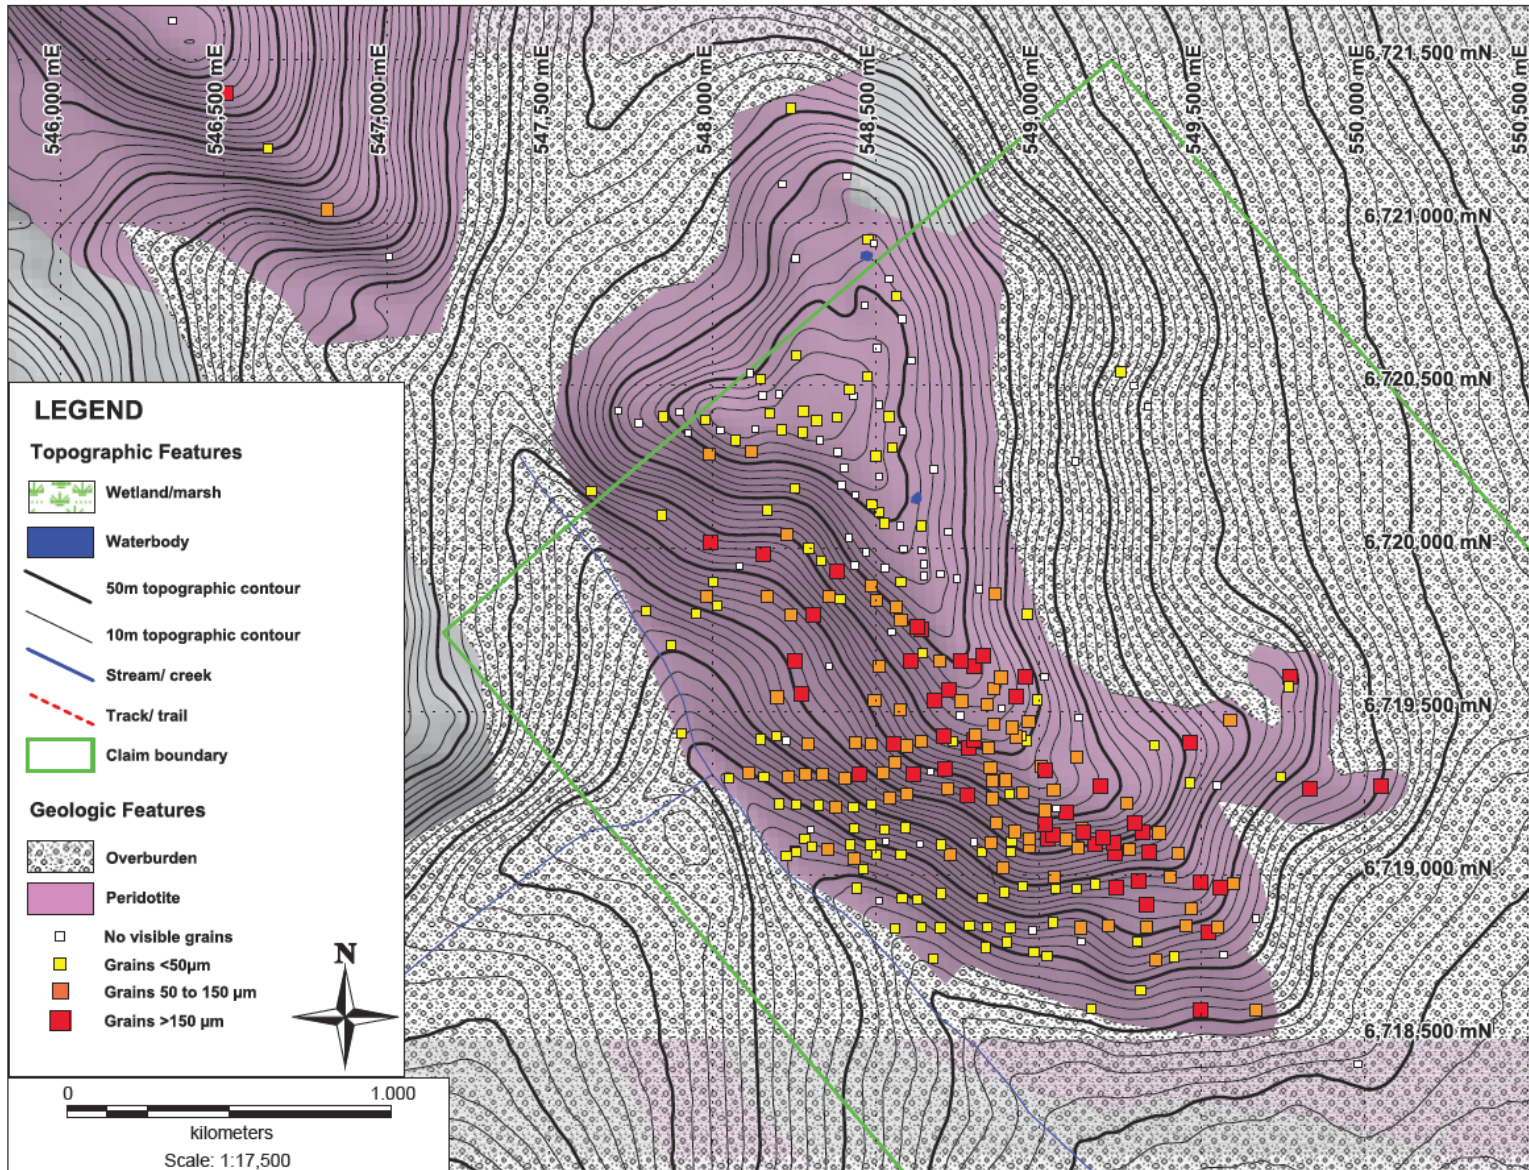 546,000 mE
546,500 mE
547,000 mE
547,500 mE
548,000 mE
548,500 mE
549,000 mE
549,500 mE
550,000 mE
550,500 mE
6,721,500 mN
6,721,000 mN
6,720,500 mN
6,720,000 mN
6,719,500 mN
6,719,000 mN
6,718,500 mN
LEGEND
Topographic Features
Wetland/marsh
Waterbody
50m topographic contour
10m topographic contour
Stream/ creek
Track/ trail
Claim boundary
Geologic Features
Overburden
Peridotite
No visible grains
Grains <50µm
Grains 50 to 150 µm
Grains >150 µm
N
0 1.000
kilometers
Scale: 1:17,500